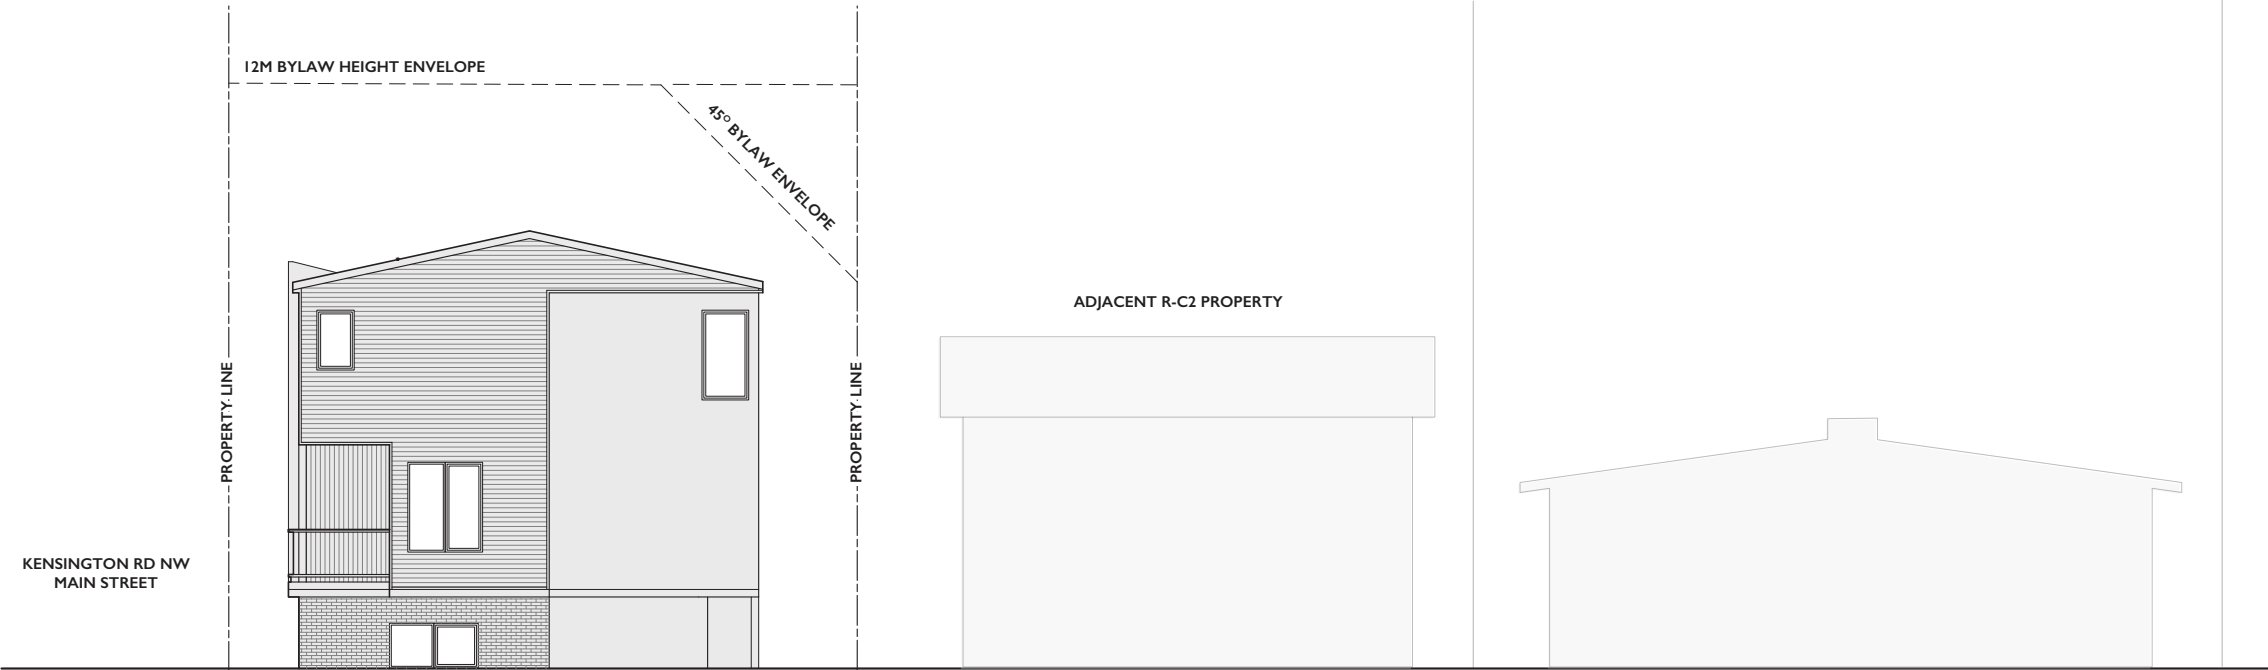 12M BYLAW HEIGHT ENVELOPE
45° BYLAW ENVELOPE
ADJACENT R-C2 PROPERTY
PROPERTY LINE
PROPERTY LINE
KENSINGTON RD NW
MAIN STREET